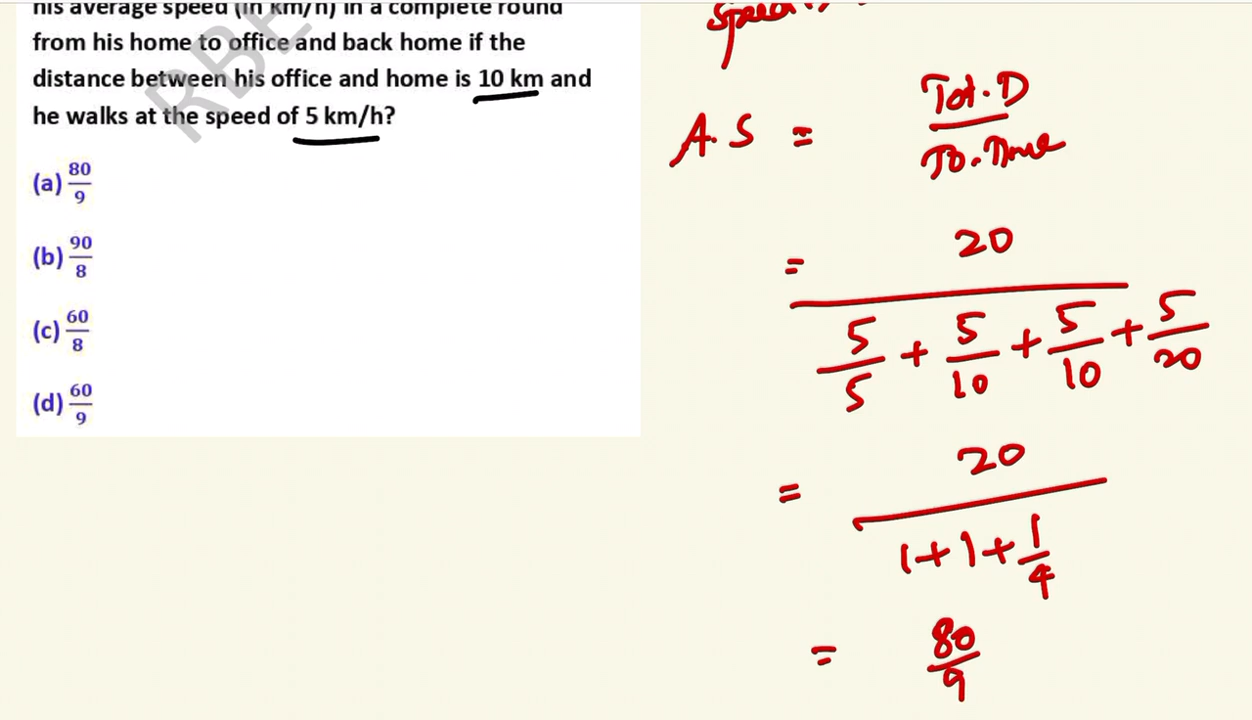 his average speed (in km/h) in a complete round
from his home to office and back home if the
distance between his office and home is 10 km and
he walks at the speed of 5 km/h?
(a) 80/9
(b) 90/8
(c) 60/8
(d) 60/9
RBE
Speed
A.S = Tot.D / To.Time
= 20 / 5/5 + 5/10 + 5/10 + 5/20
= 20 / 1+1+1/4
= 80/9